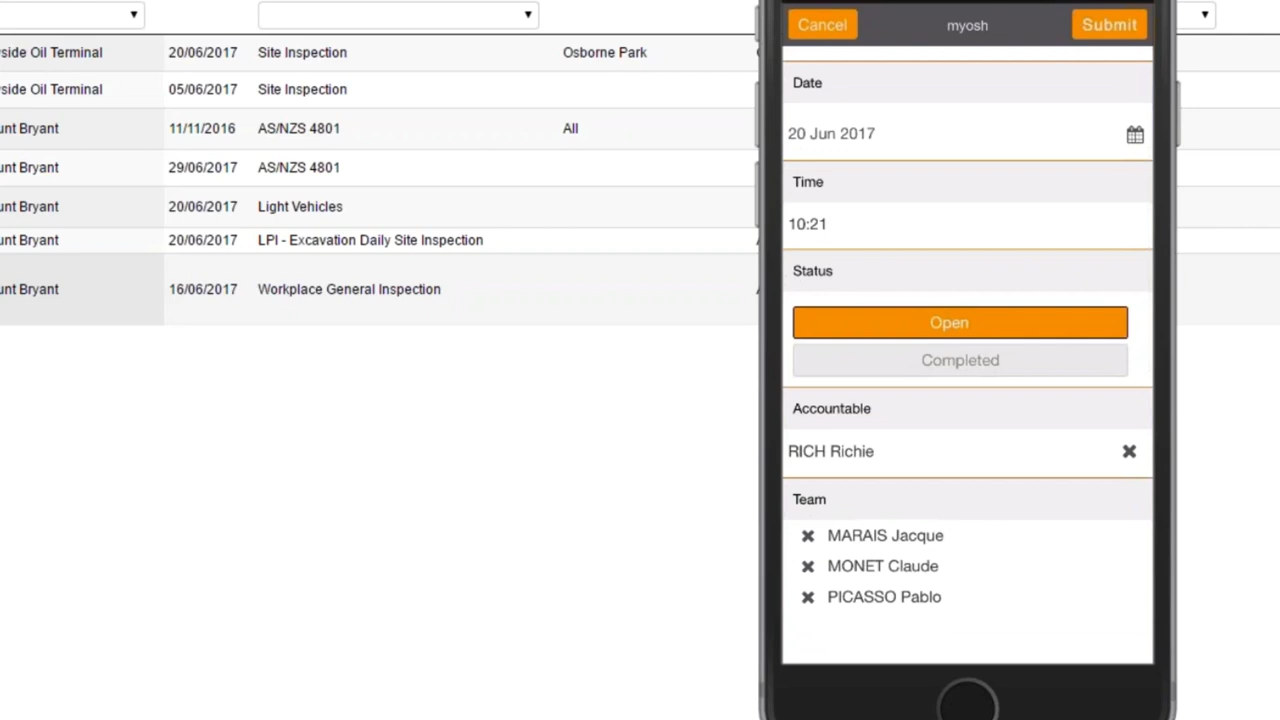 Cancel myosh Submit
side Oil Terminal 20/06/2017 Site Inspection Osborne Park
side Oil Terminal 05/06/2017 Site Inspection
unt Bryant 11/11/2016 AS/NZS 4801 All
unt Bryant 29/06/2017 AS/NZS 4801
unt Bryant 20/06/2017 Light Vehicles
unt Bryant 20/06/2017 LPI - Excavation Daily Site Inspection
unt Bryant 16/06/2017 Workplace General Inspection
Date
20 Jun 2017
Time
10:21
Status
Open
Completed
Accountable
RICH Richie
Team
MARAIS Jacque
MONET Claude
PICASSO Pablo